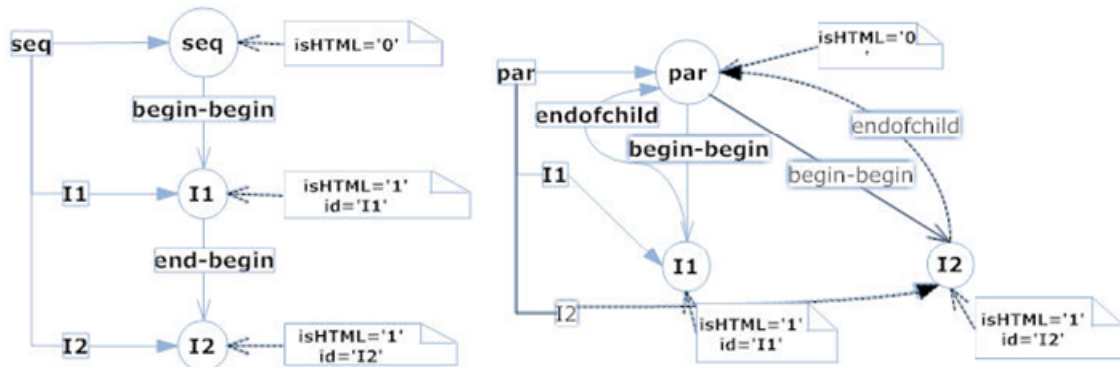 seq
seq
isHTML='0'
begin-begin
I1
I1
isHTML='1'
id='I1'
end-begin
I2
I2
isHTML='1'
id='I2'
par
par
isHTML='0
'
endofchild
endofchild
begin-begin
begin-begin
I1
I1
I2
I2
isHTML='1'
id='I1'
isHTML='1'
id='I2'